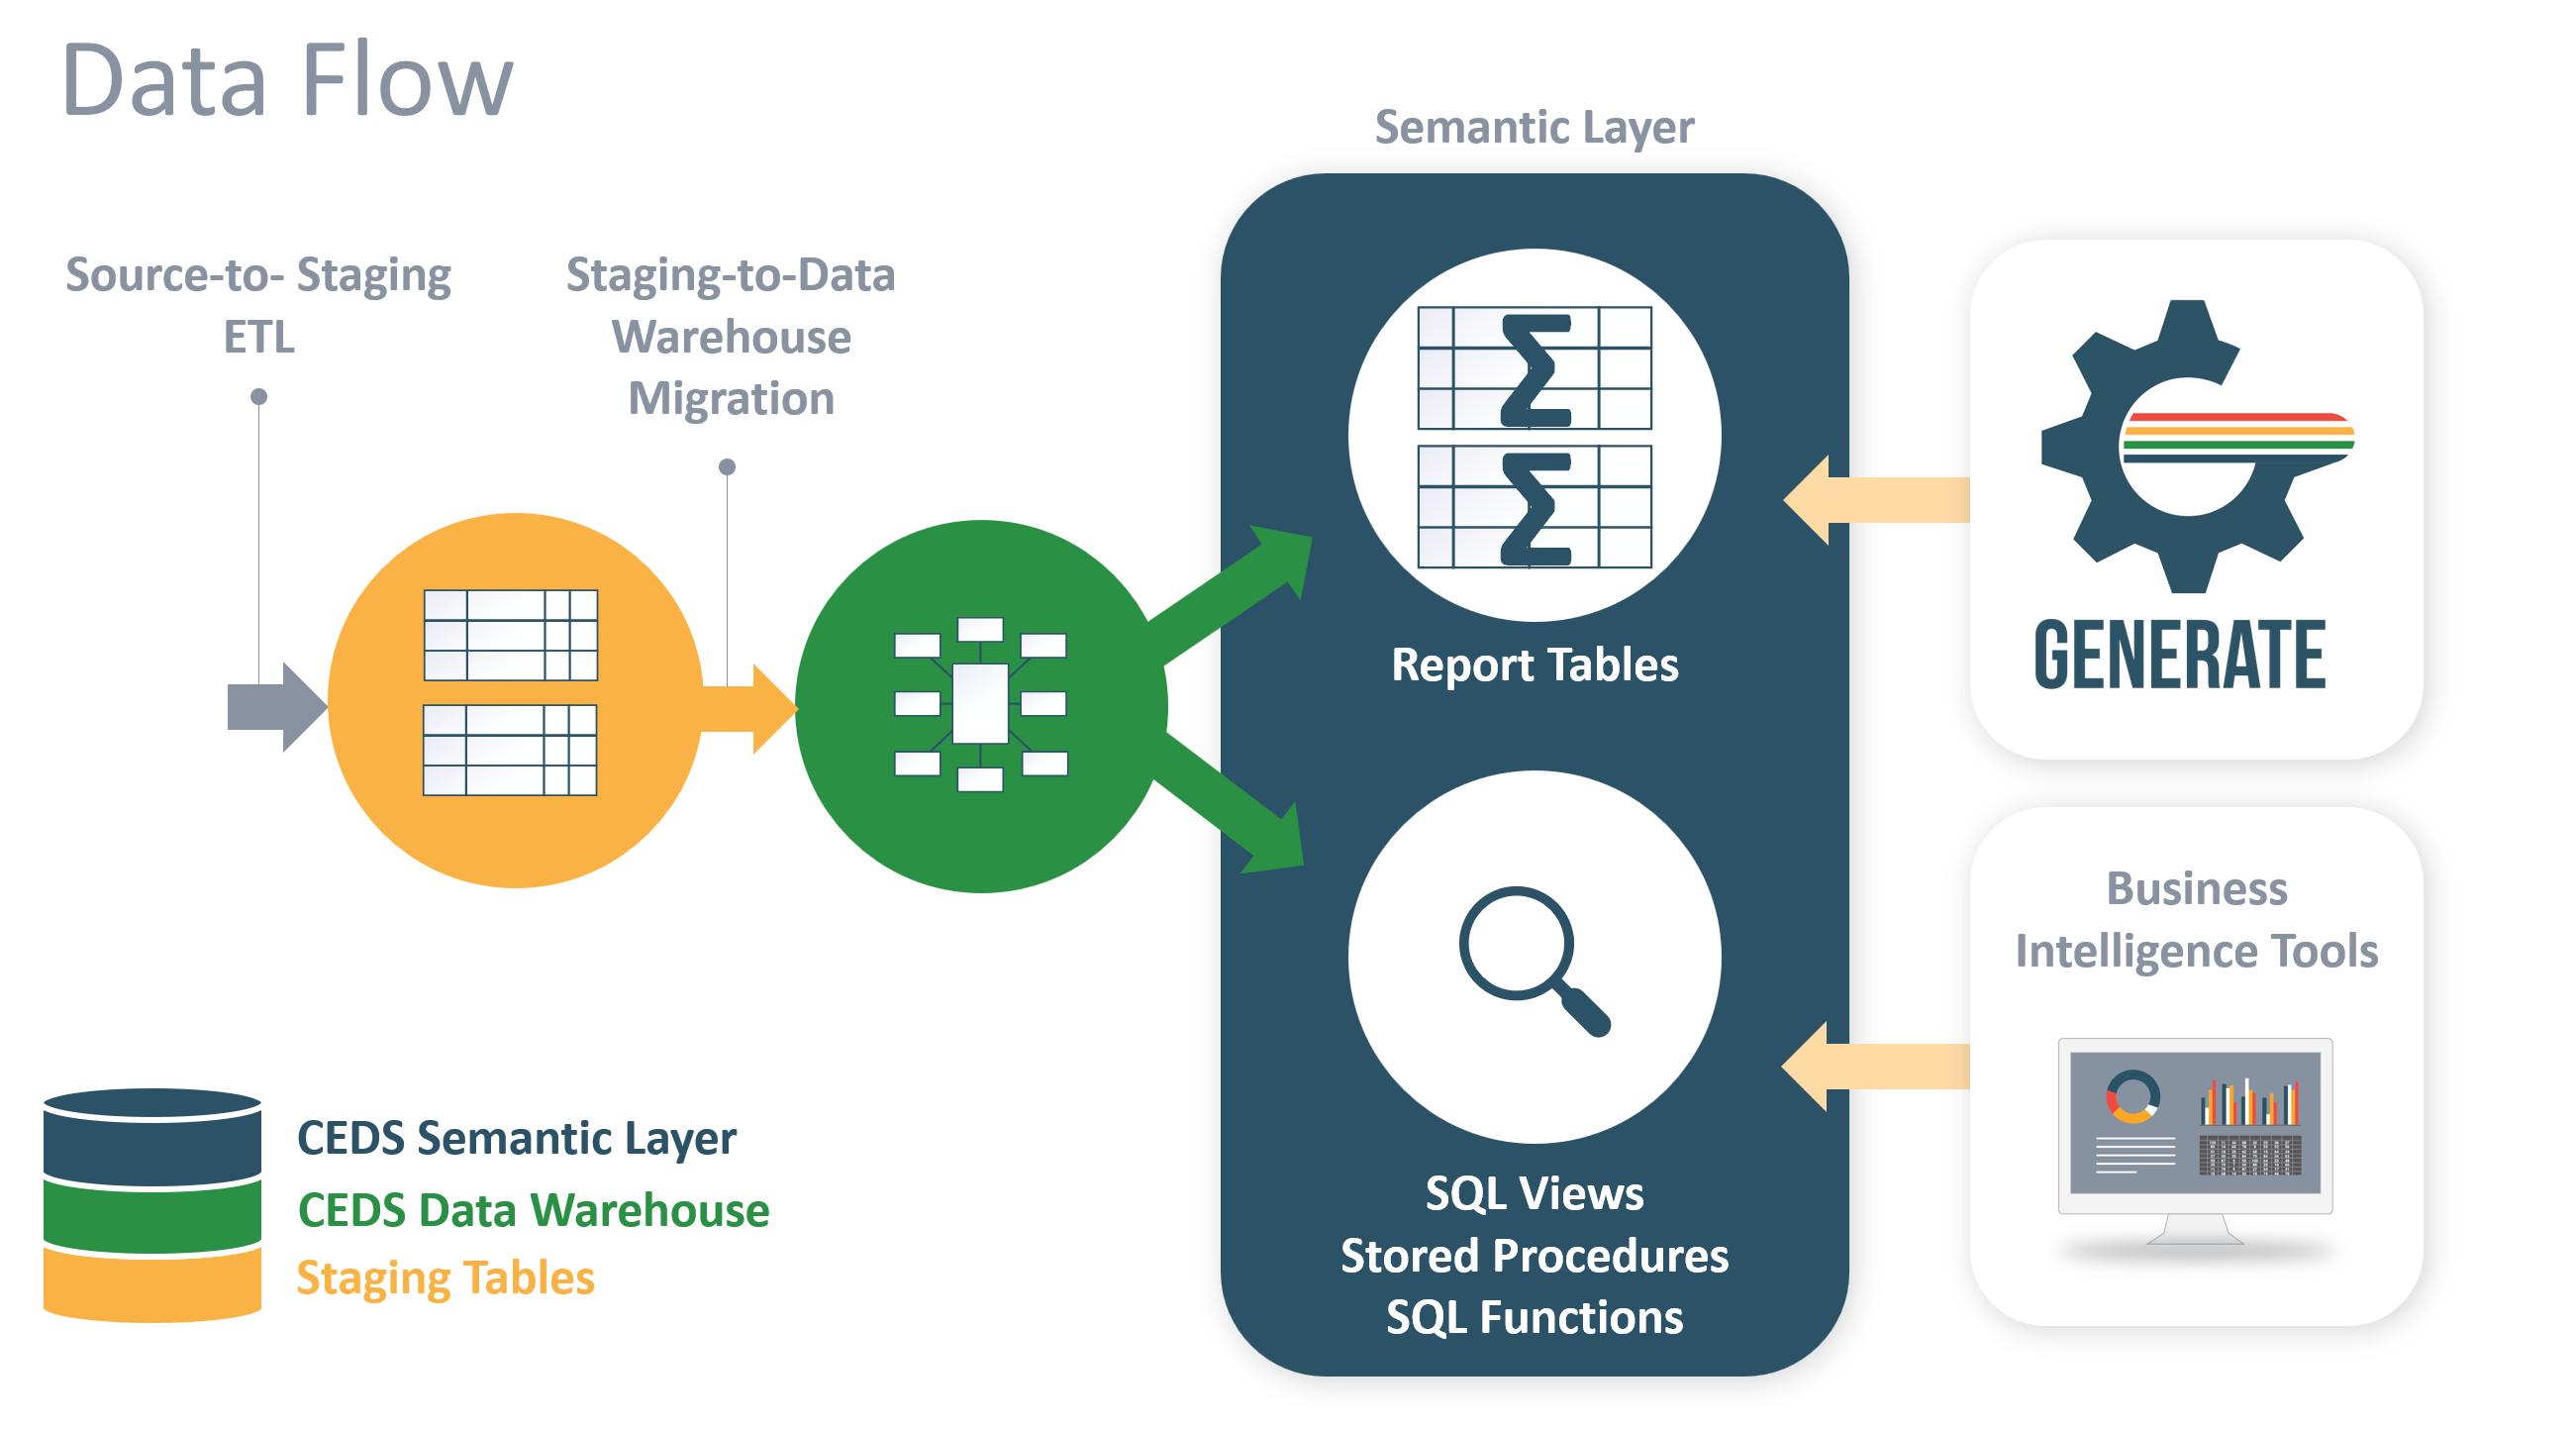 Data Flow
Source-to- Staging
ETL
Staging-to-Data
Warehouse
Migration
Semantic Layer
Report Tables
SQL Views
Stored Procedures
SQL Functions
GENERATE
Business
Intelligence Tools
CEDS Semantic Layer
CEDS Data Warehouse
Staging Tables